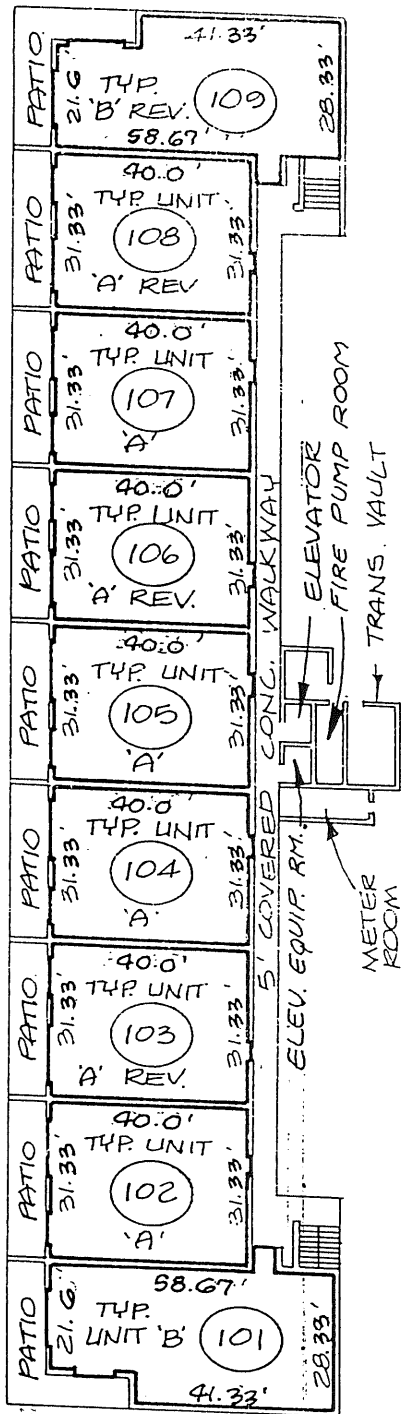 PATIO
21.6
TYP.
'B' REV.
109
41.33'
58.67'
28.33'
PATIO
40.0'
TYP. UNIT
31.33'
108
31.33'
'A' REV
PATIO
40.0'
TYP. UNIT
31.33'
107
31.33'
'A'
PATIO
40.0'
TYP. UNIT
31.33'
106
31.33'
'A' REV.
PATIO
40.0'
TYP. UNIT
31.33'
105
31.33'
'A'
PATIO
40.0'
TYP. UNIT
31.33'
104
31.33'
'A'
PATIO
40.0'
TYP. UNIT
31.33'
103
31.33'
'A' REV.
PATIO
40.0'
TYP. UNIT
31.33'
102
31.33'
'A'
PATIO
58.67'
21.6'
TYP.
UNIT 'B'
101
28.33'
41.33'
5' COVERED CONC. WALKWAY
ELEV. EQUIP. RM.
ELEVATOR
FIRE PUMP ROOM
TRANS. VAULT
METER
ROOM